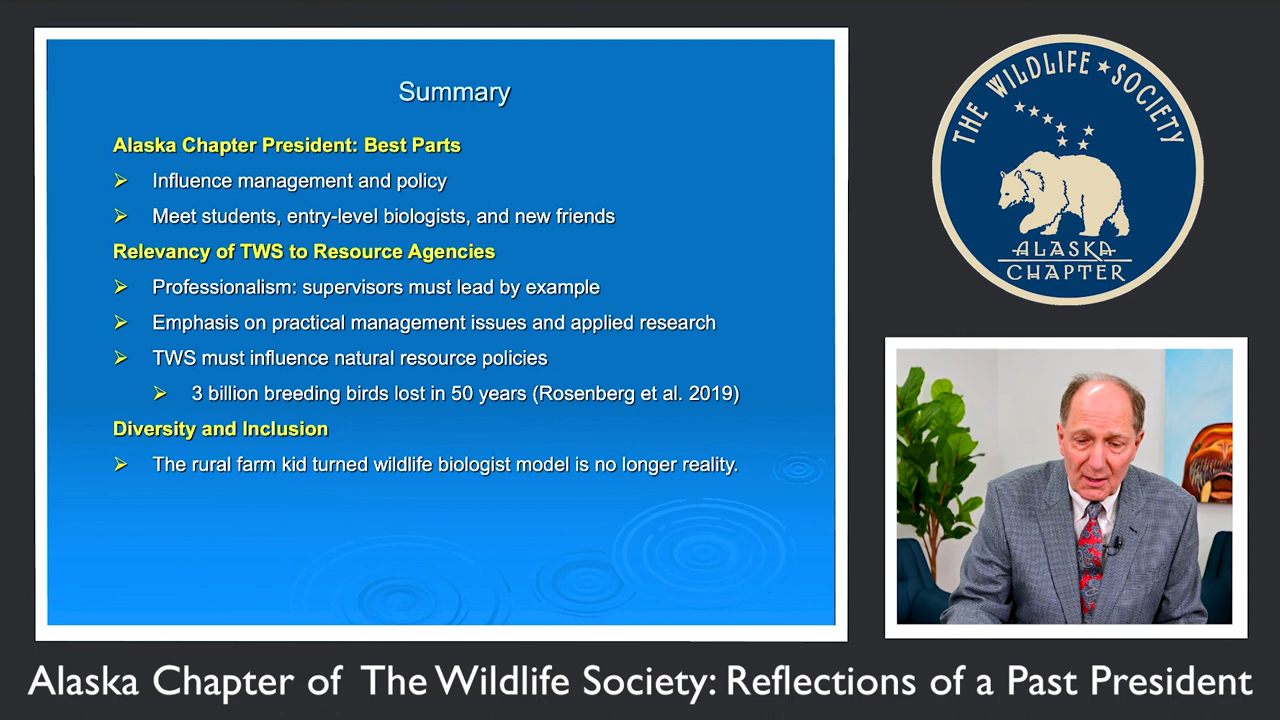 Summary
Alaska Chapter President: Best Parts
Influence management and policy
Meet students, entry-level biologists, and new friends
Relevancy of TWS to Resource Agencies
Professionalism: supervisors must lead by example
Emphasis on practical management issues and applied research
TWS must influence natural resource policies
3 billion breeding birds lost in 50 years (Rosenberg et al. 2019)
Diversity and Inclusion
The rural farm kid turned wildlife biologist model is no longer reality.
THE WILDLIFE SOCIETY
ALASKA
CHAPTER
Alaska Chapter of The Wildlife Society: Reflections of a Past President